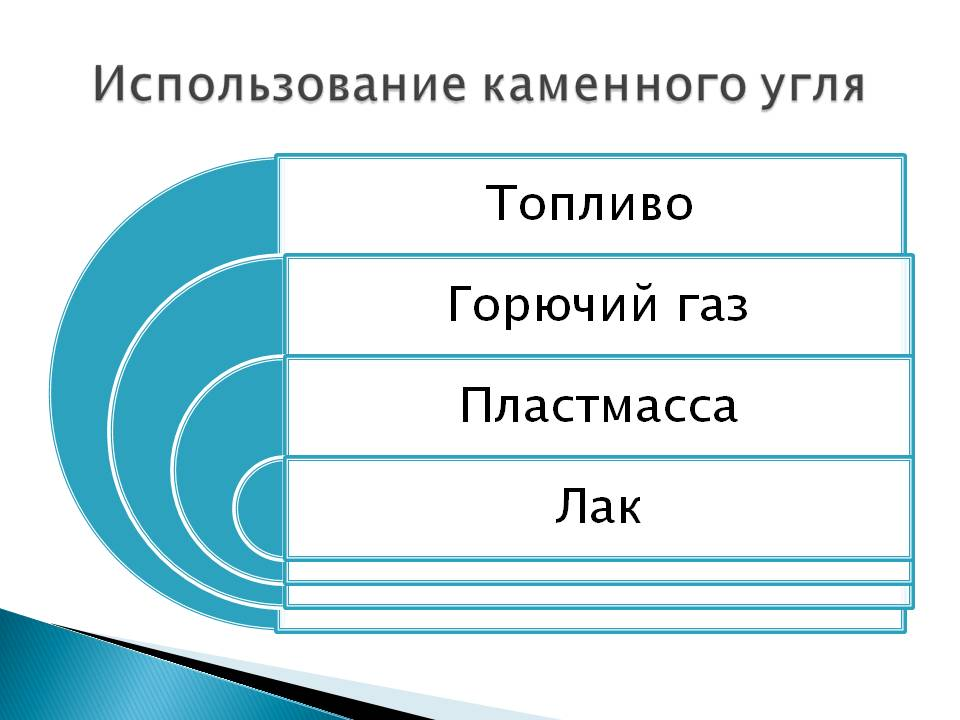 Использование каменного угля
Топливо
Горючий газ
Пластмасса
Лак